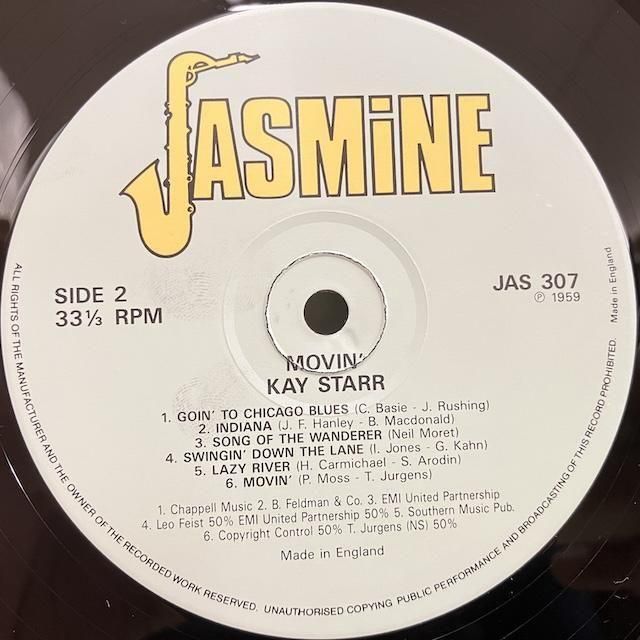 JASMiNE
SIDE 2
33⅓ RPM
JAS 307
℗ 1959
MOVIN'
KAY STARR
1. GOIN' TO CHICAGO BLUES (C. Basie - J. Rushing)
2. INDIANA (J. F. Hanley - B. Macdonald)
3. SONG OF THE WANDERER (Neil Moret)
4. SWINGIN' DOWN THE LANE (I. Jones - G. Kahn)
5. LAZY RIVER (H. Carmichael - S. Arodin)
6. MOVIN' (P. Moss - T. Jurgens)
1. Chappell Music 2. B. Feldman & Co. 3. EMI United Partnership
4. Leo Feist 50% EMI United Partnership 50% 5. Southern Music Pub.
6. Copyright Control 50% T. Jurgens (NS) 50%
Made in England
ALL RIGHTS OF THE MANUFACTURER AND THE OWNER OF THE RECORDED WORK RESERVED. UNAUTHORISED COPYING PUBLIC PERFORMANCE AND BROADCASTING OF THIS RECORD PROHIBITED. Made in England